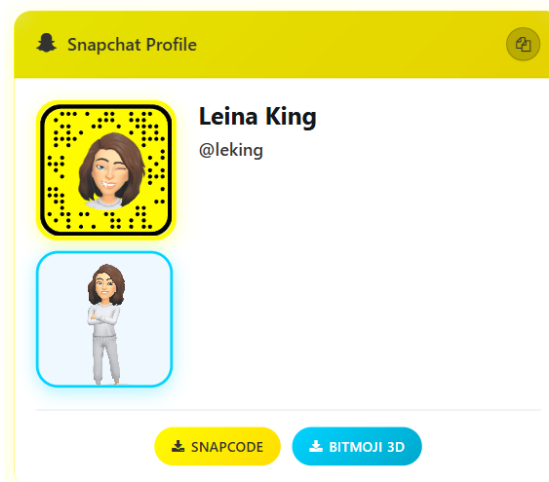 Snapchat Profile
Leina King
@leking
SNAPCODE
BITMOJI 3D